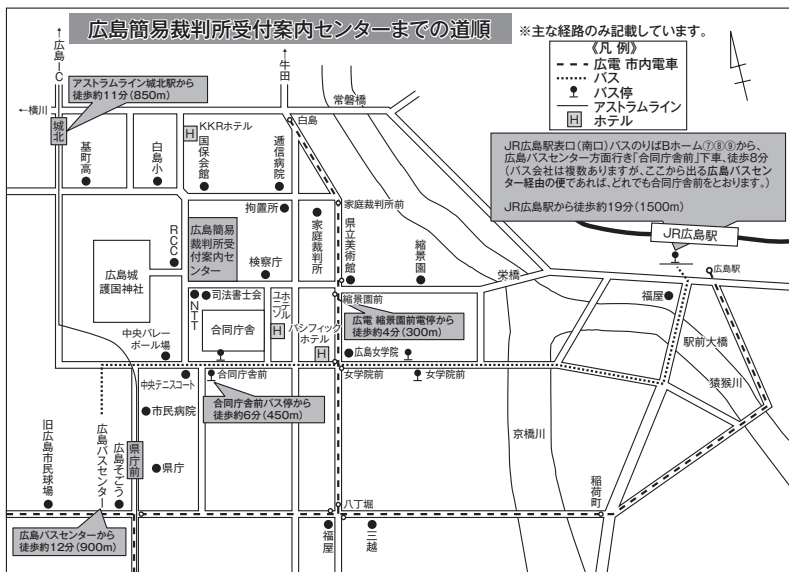 広島簡易裁判所受付案内センターまでの道順
※主な経路のみ記載しています。
《凡 例》
広電 市内電車
バス
バス停
アストラムライン
H ホテル
←広島IC
→牛田
アストラムライン城北駅から
徒歩約11分(850m)
←横川
城北
常磐橋
白島
H KKRホテル
国保会館
基町高
白島小
逓信病院
JR広島駅表口(南口)バスのりばBホーム⑦⑧⑨から、
広島バスセンター方面行き「合同庁舎前」下車、徒歩8分
(バス会社は複数ありますが、ここから出る広島バスセン
ター経由の便であれば、どれでも合同庁舎前をとおります。)
JR広島駅から徒歩約19分(1500m)
JR広島駅
広島駅
拘置所
家庭裁判所前
家庭裁判所
県立美術館
縮景園
RCC
広島簡易
裁判所受
付案内セ
ンター
検察庁
広島城
護国神社
栄橋
福屋
司法書士会
NTT
合同庁舎
ホテル
ユニゾ
H
パシフィック
ホテル
H
縮景園前
広電 縮景園前電停から
徒歩約4分(300m)
中央バレー
ボール場
広島女学院
駅前大橋
猿猴川
中央テニスコート
合同庁舎前
女学院前
女学院前
合同庁舎前バス停から
徒歩約6分(450m)
市民病院
京橋川
旧広島市民球場
広島バスセンター
広島そごう
県庁前
県庁
八丁堀
稲荷町
広島バスセンターから
徒歩約12分(900m)
福屋
三越